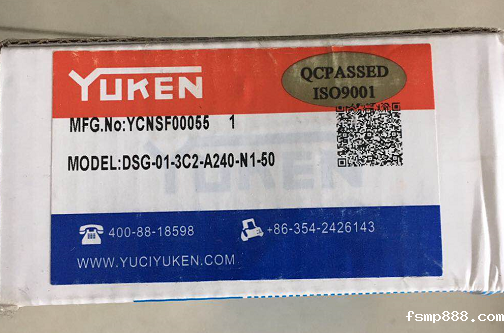 YUKEN
QCPASSED
ISO9001
MFG.No:YCNSF00055 1
MODEL:DSG-01-3C2-A240-N1-50
YUKEN
400-88-18598
+86-354-2426143
WWW.YUCIYUKEN.COM
fsmp888.com